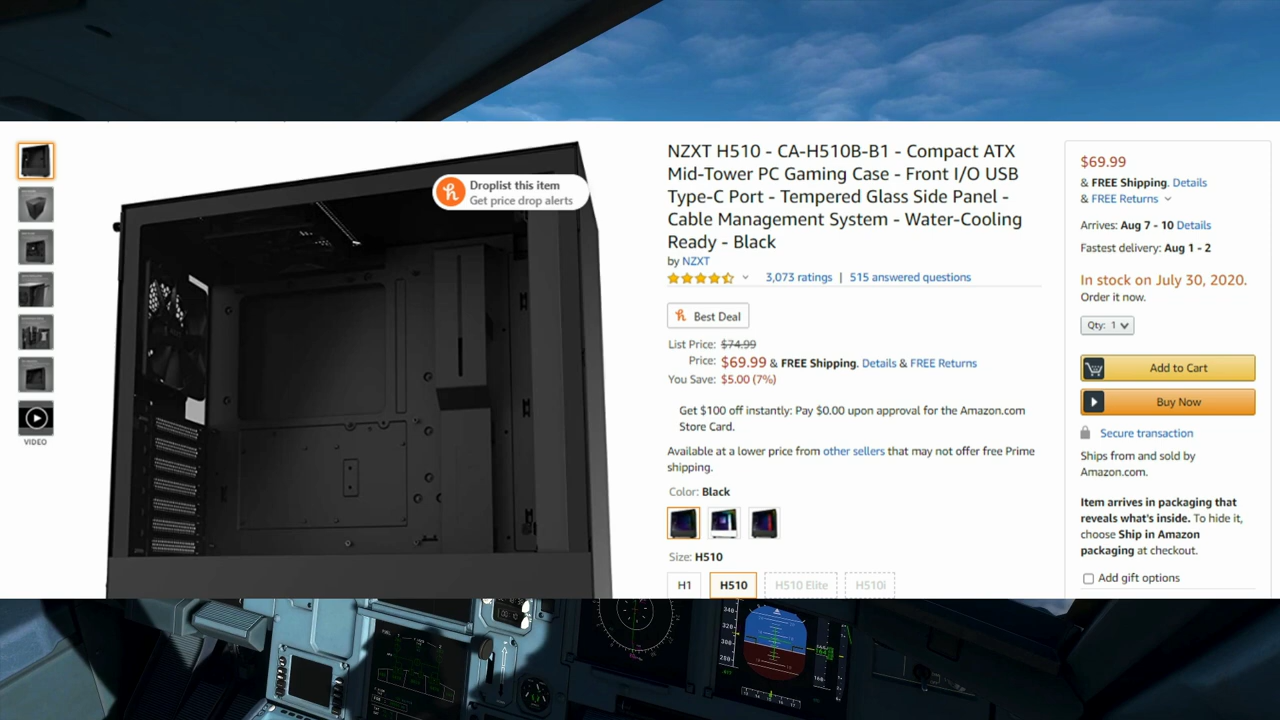 Droplist this item
Get price drop alerts
VIDEO
NZXT H510 - CA-H510B-B1 - Compact ATX
Mid-Tower PC Gaming Case - Front I/O USB
Type-C Port - Tempered Glass Side Panel -
Cable Management System - Water-Cooling
Ready - Black
by NZXT
3,073 ratings | 515 answered questions
Best Deal
List Price: $74.99
Price: $69.99 & FREE Shipping. Details & FREE Returns
You Save: $5.00 (7%)
Get $100 off instantly: Pay $0.00 upon approval for the Amazon.com
Store Card.
Available at a lower price from other sellers that may not offer free Prime
shipping.
Color: Black
Size: H510
H1
H510
H510 Elite
H510i
$69.99
& FREE Shipping. Details
& FREE Returns
Arrives: Aug 7 - 10 Details
Fastest delivery: Aug 1 - 2
In stock on July 30, 2020.
Order it now.
Qty: 1
Add to Cart
Buy Now
Secure transaction
Ships from and sold by
Amazon.com.
Item arrives in packaging that
reveals what's inside. To hide it,
choose Ship in Amazon
packaging at checkout.
Add gift options
340
320
300
280